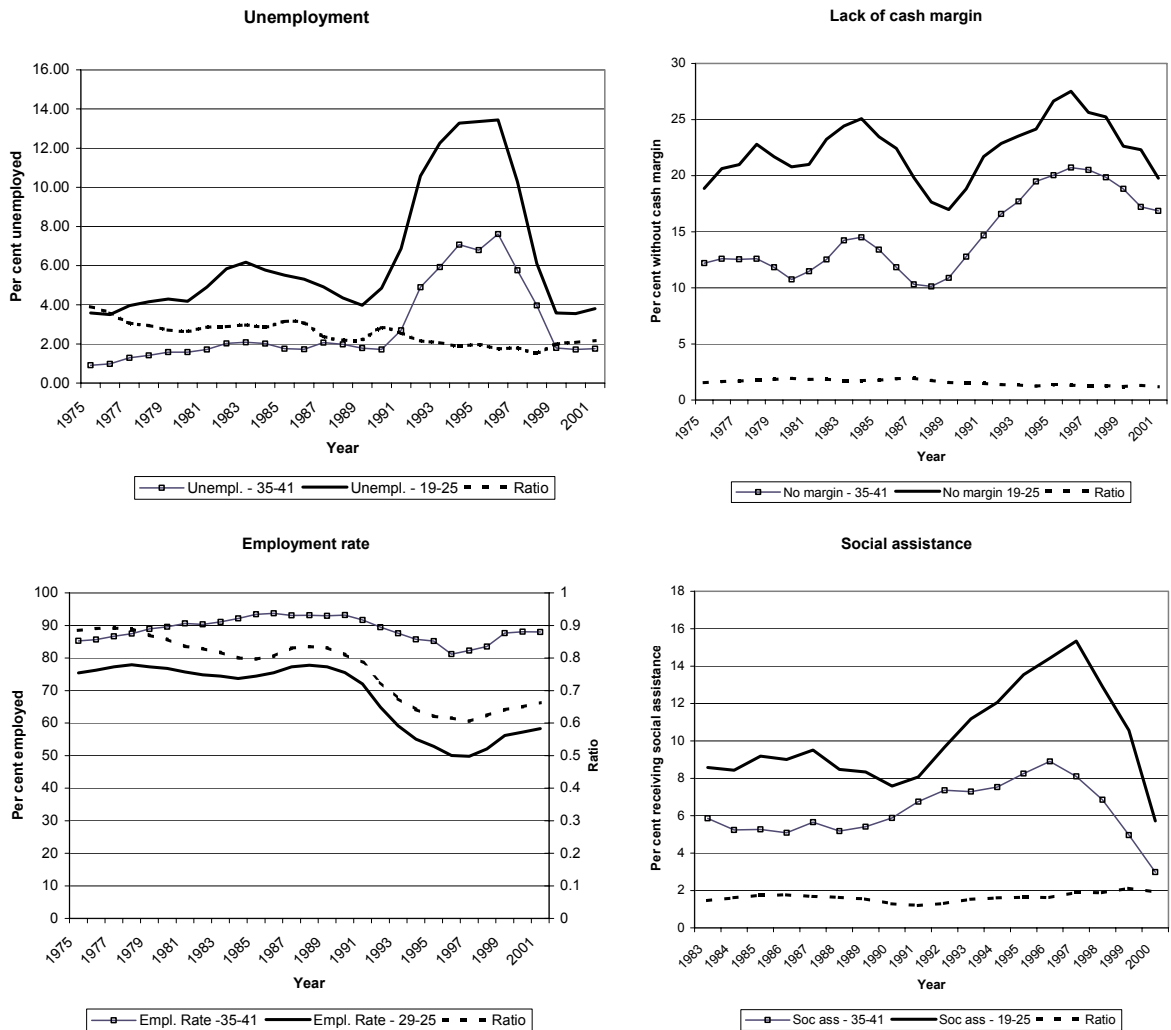 Unemployment
16.00
14.00
12.00
10.00
8.00
6.00
4.00
2.00
0.00
Per cent unemployed
1975 1977 1979 1981 1983 1985 1987 1989 1991 1993 1995 1997 1999 2001
Year
Unempl. - 35-41 Unempl. - 19-25 Ratio
Lack of cash margin
30
25
20
15
10
5
0
Per cent without cash margin
1975 1977 1979 1981 1983 1985 1987 1989 1991 1993 1995 1997 1999 2001
Year
No margin - 35-41 No margin 19-25 Ratio
Employment rate
100 1
90 0.9
80 0.8
70 0.7
60 0.6
50 0.5
40 0.4
30 0.3
20 0.2
10 0.1
0 0
Per cent employed
Ratio
1975 1977 1979 1981 1983 1985 1987 1989 1991 1993 1995 1997 1999 2001
Year
Empl. Rate -35-41 Empl. Rate - 29-25 Ratio
Social assistance
18
16
14
12
10
8
6
4
2
0
Per cent receiving social assistance
1983 1984 1985 1986 1987 1988 1989 1990 1991 1992 1993 1994 1995 1996 1997 1998 1999 2000
Year
Soc ass - 35-41 Soc ass - 19-25 Ratio